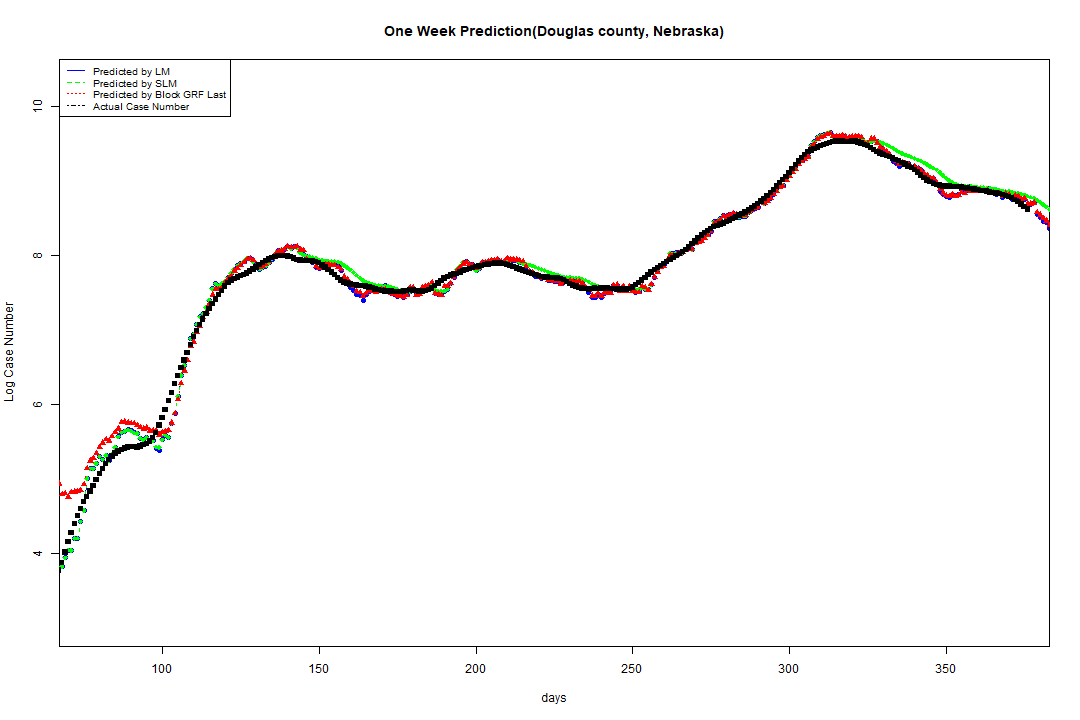 One Week Prediction(Douglas county, Nebraska)
Predicted by LM
Predicted by SLM
Predicted by Block GRF Last
Actual Case Number
10
8
6
4
Log Case Number
100 150 200 250 300 350
days